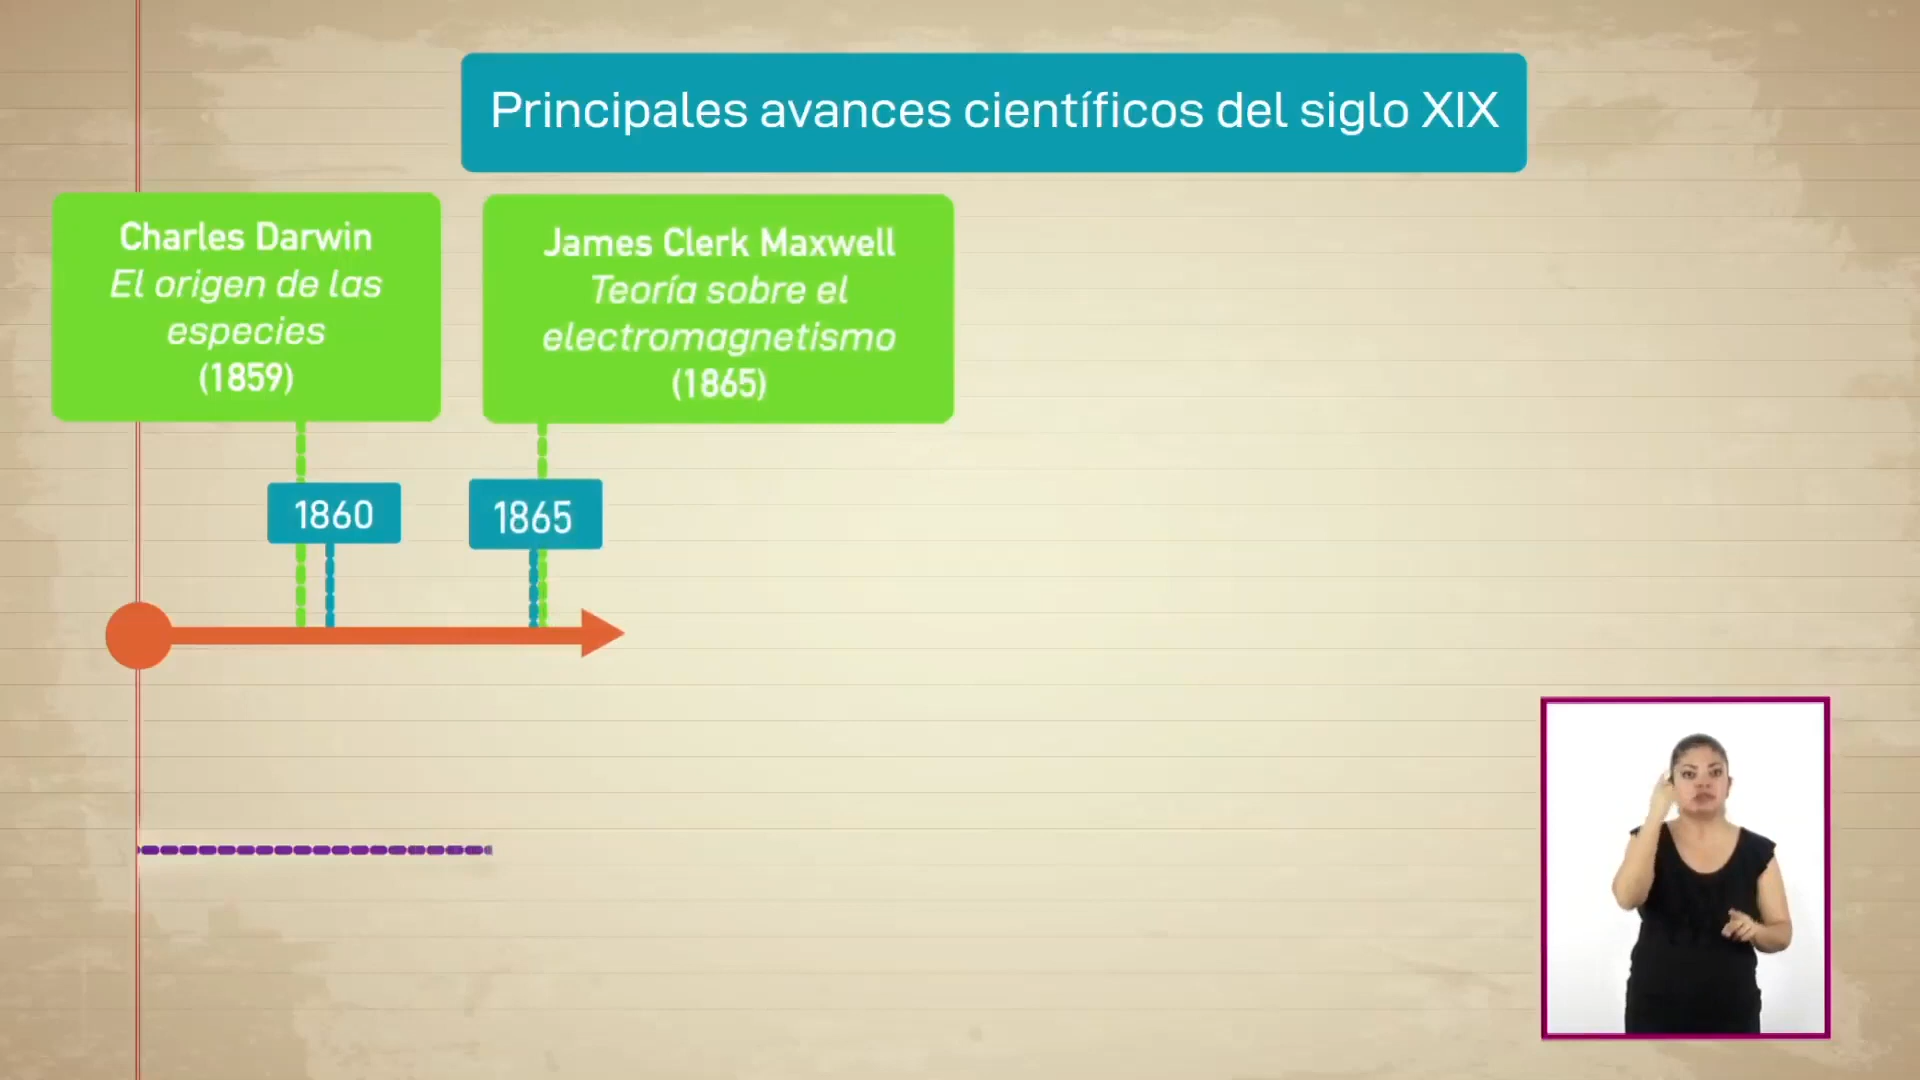 Principales avances científicos del siglo XIX
Charles Darwin
El origen de las
especies
(1859)
James Clerk Maxwell
Teoría sobre el
electromagnetismo
(1865)
1860
1865